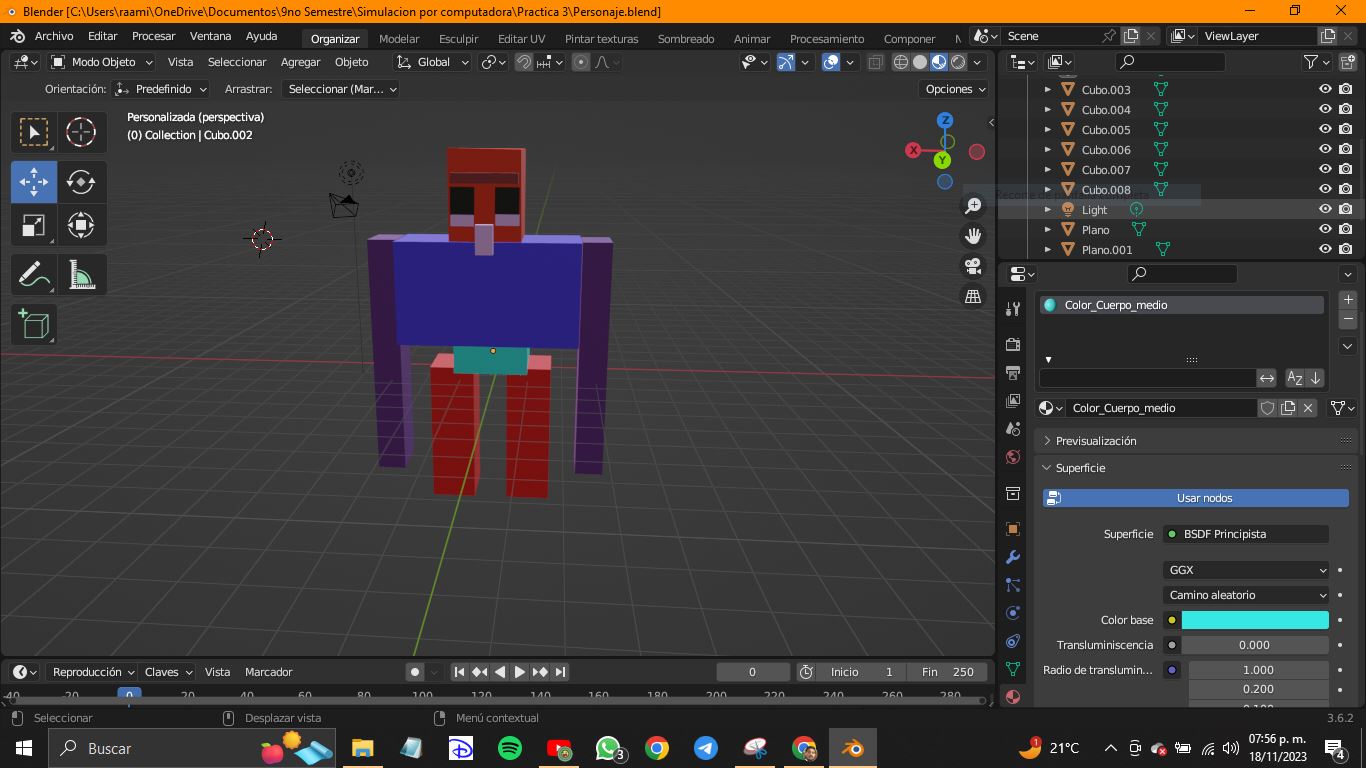 Blender [C:\Users\raami\OneDrive\Documentos\9no Semestre\Simulacion por computadora\Practica 3\Personaje.blend]
Archivo Editar Procesar Ventana Ayuda Organizar Modelar Esculpir Editar UV Pintar texturas Sombreado Animar Procesamiento Componer Scene ViewLayer
Modo Objeto Vista Seleccionar Agregar Objeto Global
Orientación: Predefinido Arrastrar: Seleccionar (Mar... Opciones
Personalizada (perspectiva)
(0) Collection | Cubo.002
Z
X
Y
Cubo.003
Cubo.004
Cubo.005
Cubo.006
Cubo.007
Cubo.008
Light
Plano
Plano.001
Color_Cuerpo_medio
Color_Cuerpo_medio
Previsualización
Superficie
Usar nodos
Superficie BSDF Principista
GGX
Camino aleatorio
Color base
Transluminiscencia 0.000
Radio de translumin... 1.000
0.200
0.100
Reproducción Claves Vista Marcador 0 Inicio 1 Fin 250
-40 -20 0 20 40 60 80 100 120 140 160 180 200 220 240 260 280
Seleccionar Desplazar vista Menú contextual 3.6.2
Buscar 3 1 21°C 07:56 p. m.
18/11/2023 4